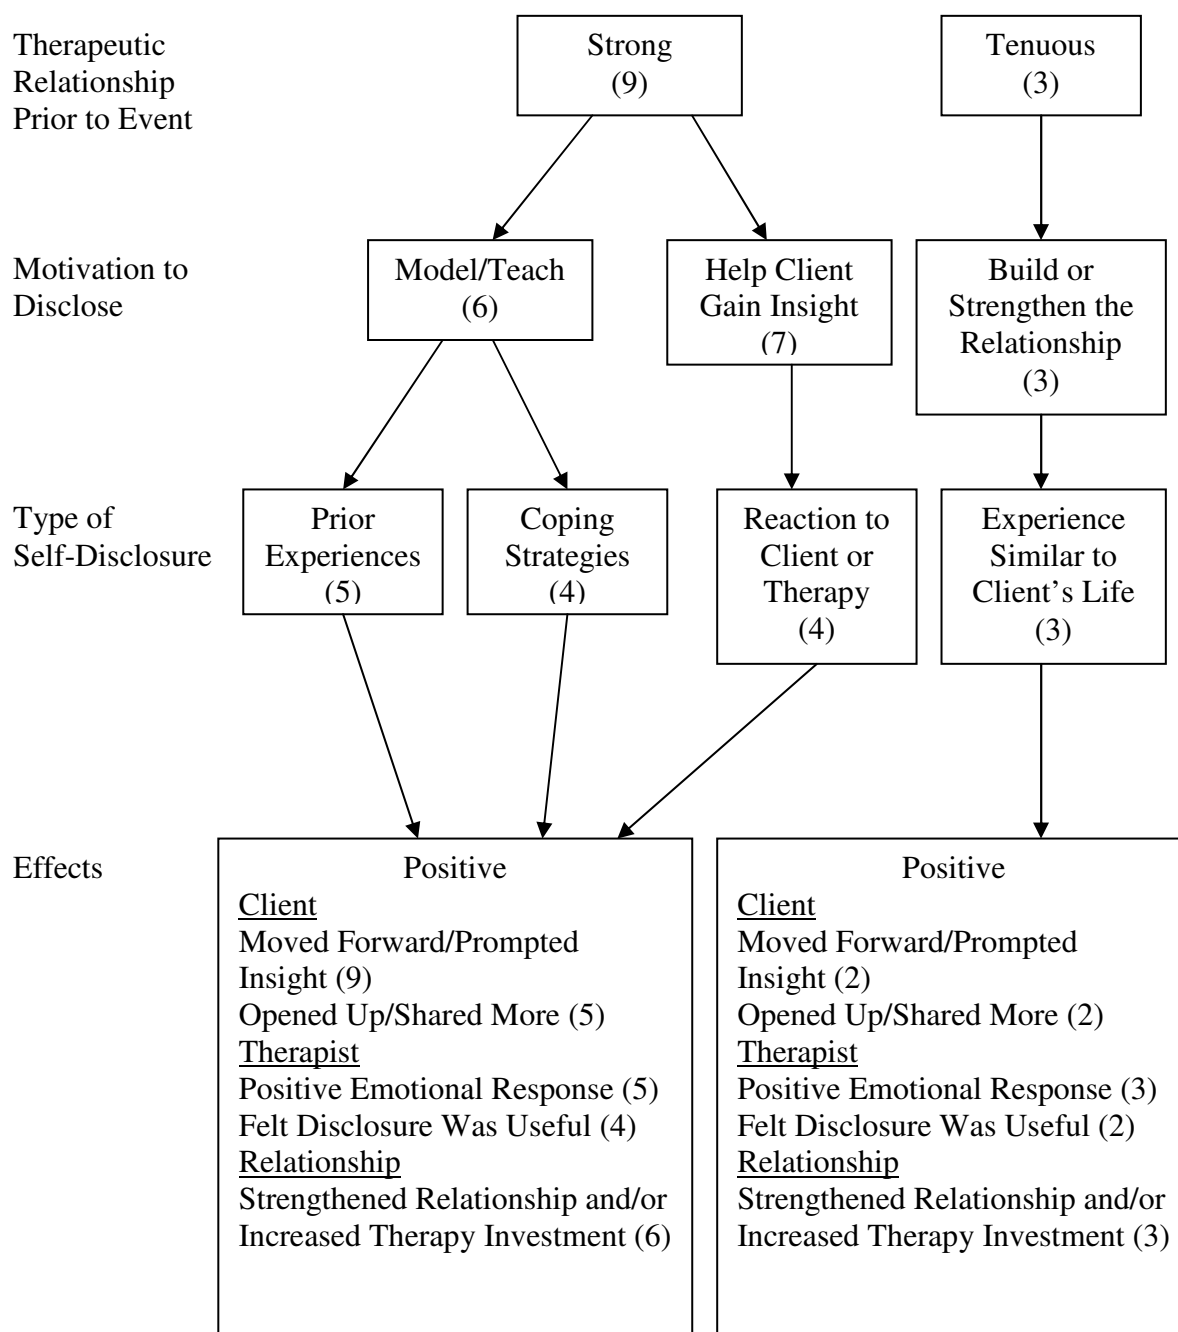 Therapeutic
Relationship
Prior to Event
Strong
(9)
Tenuous
(3)
Motivation to
Disclose
Model/Teach
(6)
Help Client
Gain Insight
(7)
Build or
Strengthen the
Relationship
(3)
Type of
Self-Disclosure
Prior
Experiences
(5)
Coping
Strategies
(4)
Reaction to
Client or
Therapy
(4)
Experience
Similar to
Client’s Life
(3)
Effects
Positive
Client
Moved Forward/Prompted
Insight (9)
Opened Up/Shared More (5)
Therapist
Positive Emotional Response (5)
Felt Disclosure Was Useful (4)
Relationship
Strengthened Relationship and/or
Increased Therapy Investment (6)
Positive
Client
Moved Forward/Prompted
Insight (2)
Opened Up/Shared More (2)
Therapist
Positive Emotional Response (3)
Felt Disclosure Was Useful (2)
Relationship
Strengthened Relationship and/or
Increased Therapy Investment (3)